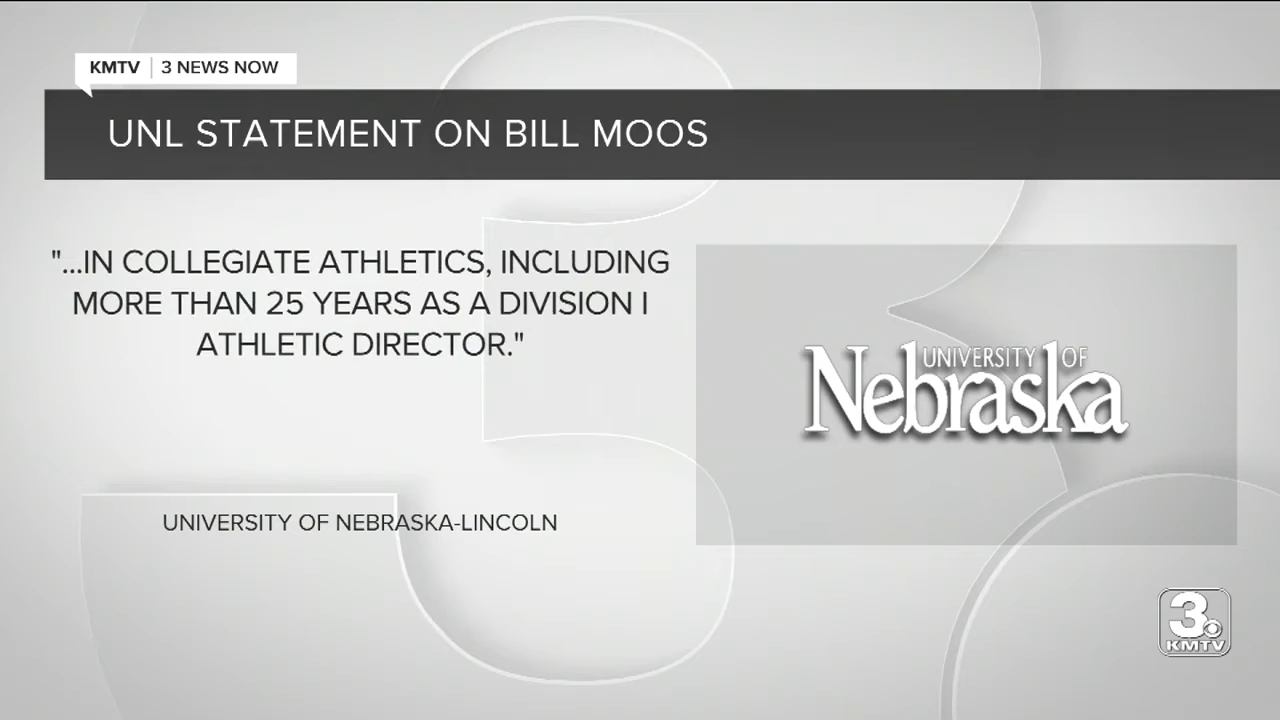 KMTV | 3 NEWS NOW
UNL STATEMENT ON BILL MOOS
"...IN COLLEGIATE ATHLETICS, INCLUDING
MORE THAN 25 YEARS AS A DIVISION I
ATHLETIC DIRECTOR."
UNIVERSITY OF NEBRASKA-LINCOLN
UNIVERSITY OF
Nebraska
3
KMTV